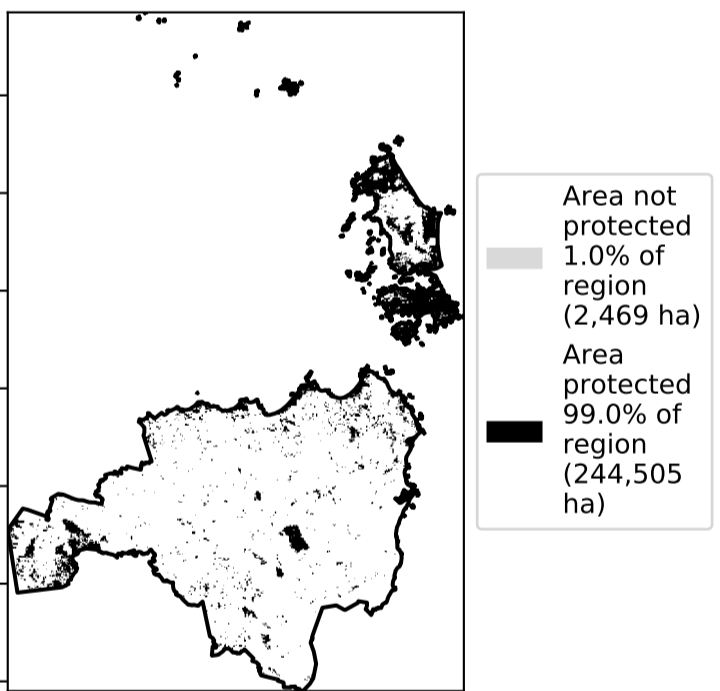 Area not
protected
1.0% of
region
(2,469 ha)
Area
protected
99.0% of
region
(244,505
ha)